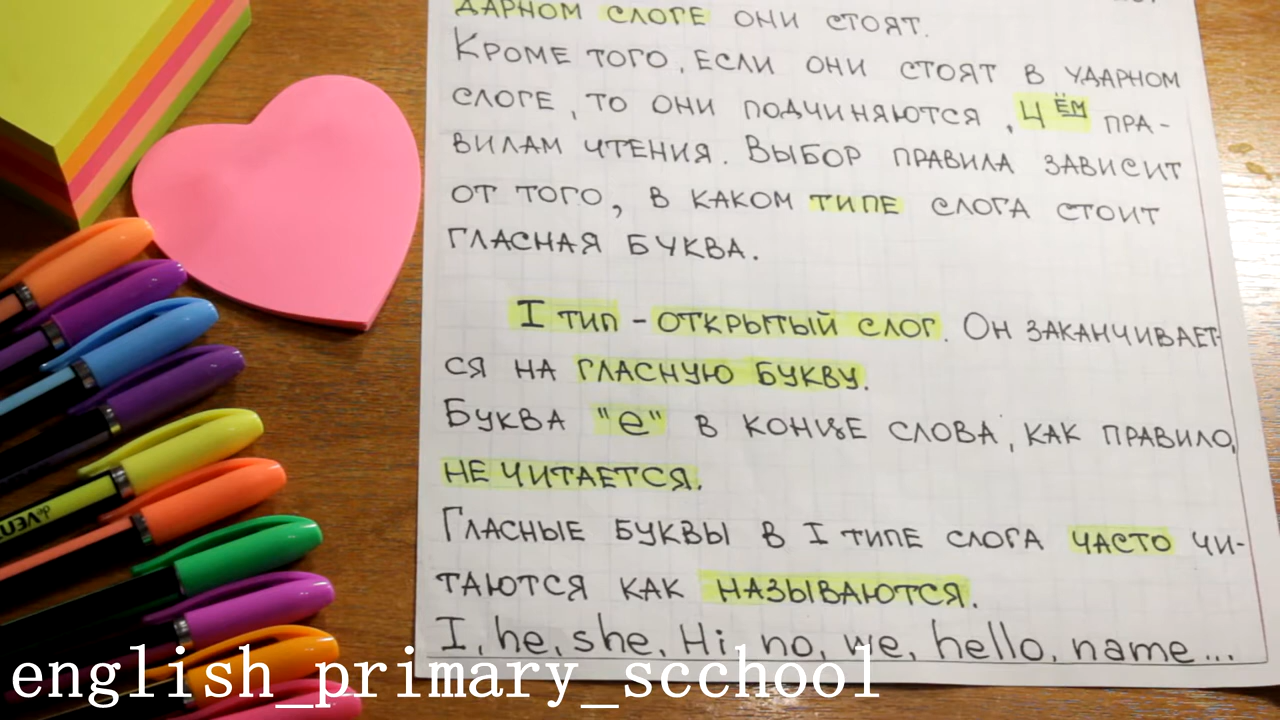 ДАРНОМ СЛОГЕ ОНИ СТОЯТ.
КРОМЕ ТОГО, ЕСЛИ ОНИ СТОЯТ В УДАРНОМ
СЛОГЕ, ТО ОНИ ПОДЧИНЯЮТСЯ, 4 ЁМ ПРА-
ВИЛАМ ЧТЕНИЯ. ВЫБОР ПРАВИЛА ЗАВИСИТ
ОТ ТОГО, В КАКОМ ТИПЕ СЛОГА СТОИТ
ГЛАСНАЯ БУКВА.
I ТИП - ОТКРЫТЫЙ СЛОГ. ОН ЗАКАНЧИВАЕТ-
СЯ НА ГЛАСНУЮ БУКВУ.
БУКВА "е" В КОНЦЕ СЛОВА, КАК ПРАВИЛО,
НЕ ЧИТАЕТСЯ.
ГЛАСНЫЕ БУКВЫ В I ТИПЕ СЛОГА ЧАСТО ЧИ-
ТАЮТСЯ КАК НАЗЫВАЮТСЯ.
I, he, she, Hi, no, we, hello, name...
english_primary_scchool